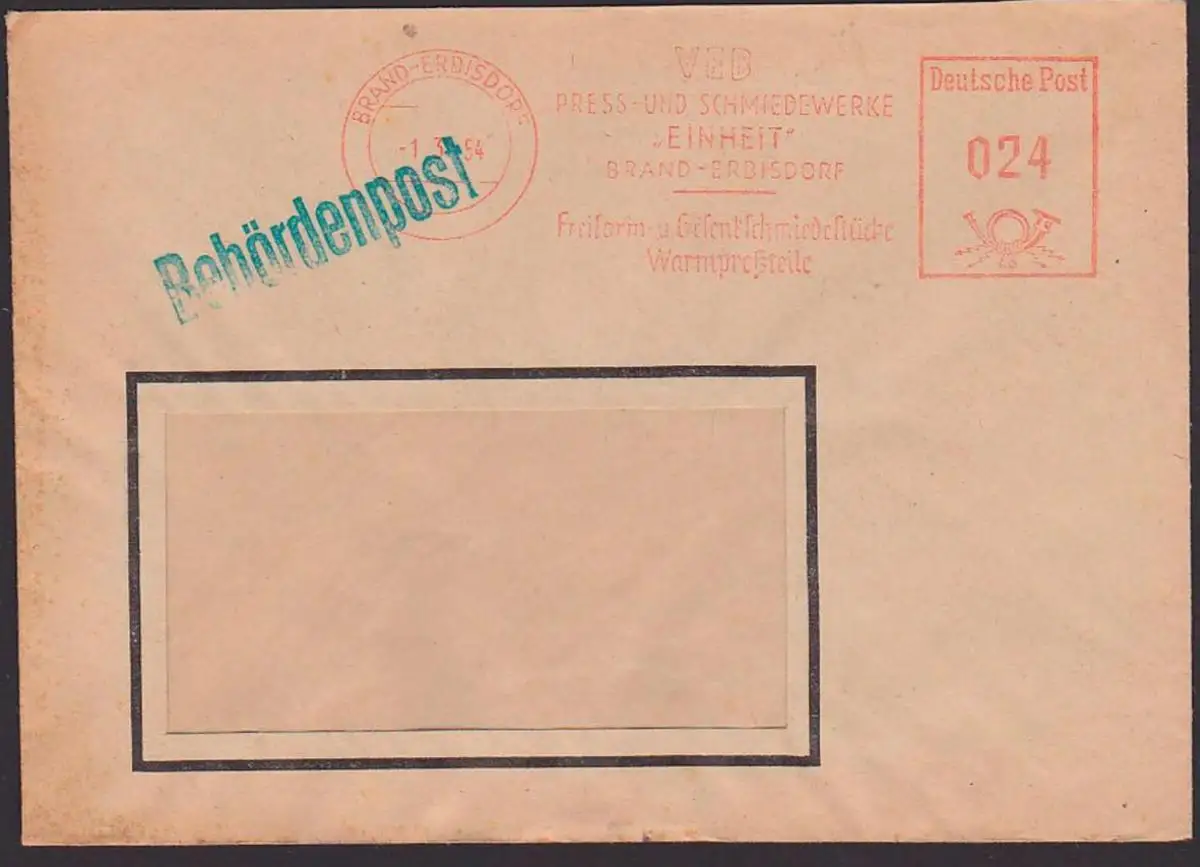 BRAND-ERBISDORF
-1.3.54
VEB
PRESS-UND SCHMIEDEWERKE
„EINHEIT“
BRAND-ERBISDORF
Freiform- u. Gesenkschmiedestücke
Warmpreßteile
Deutsche Post
024
Behördenpost